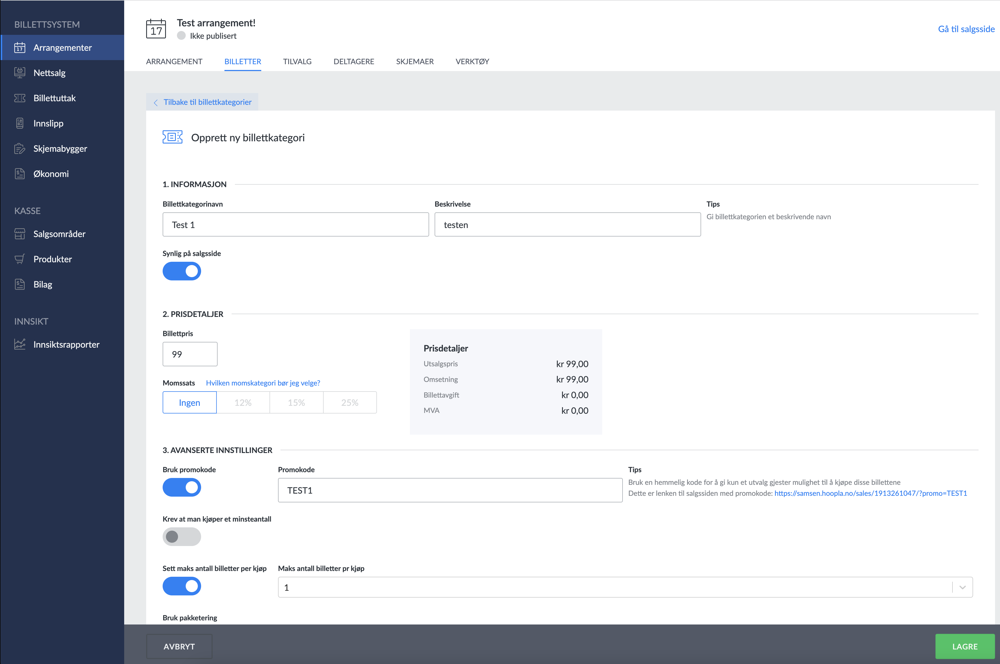 BILLETTSYSTEM
17
Arrangementer
Nettsalg
Billettuttak
Innslipp
Skjemabygger
Økonomi
KASSE
Salgsområder
Produkter
Bilag
INNSIKT
Innsiktsrapporter
17
Test arrangement!
Ikke publisert
Gå til salgsside
ARRANGEMENT BILLETTER TILVALG DELTAGERE SKJEMAER VERKTØY
Tilbake til billettkategorier
Opprett ny billettkategori
1. INFORMASJON
Billettkategorinavn Beskrivelse Tips
Gi billettkategorien et beskrivende navn
Test 1 testen
Synlig på salgsside
2. PRISDETALJER
Billettpris
99
Momssats Hvilken momskategori bør jeg velge?
Ingen 12% 15% 25%
Prisdetaljer
Utsalgspris kr 99,00
Omsetning kr 99,00
Billettavgift kr 0,00
MVA kr 0,00
3. AVANSERTE INNSTILLINGER
Bruk promokode Promokode Tips
TEST1
Bruk en hemmelig kode for å gi kun et utvalg gjester mulighet til å kjøpe disse billettene
Dette er lenken til salgssiden med promokode: https://samsen.hoopla.no/sales/1913261047/?promo=TEST1
Krev at man kjøper et minsteantall
Sett maks antall billetter per kjøp Maks antall billetter pr kjøp
1
Bruk pakketering
AVBRYT LAGRE